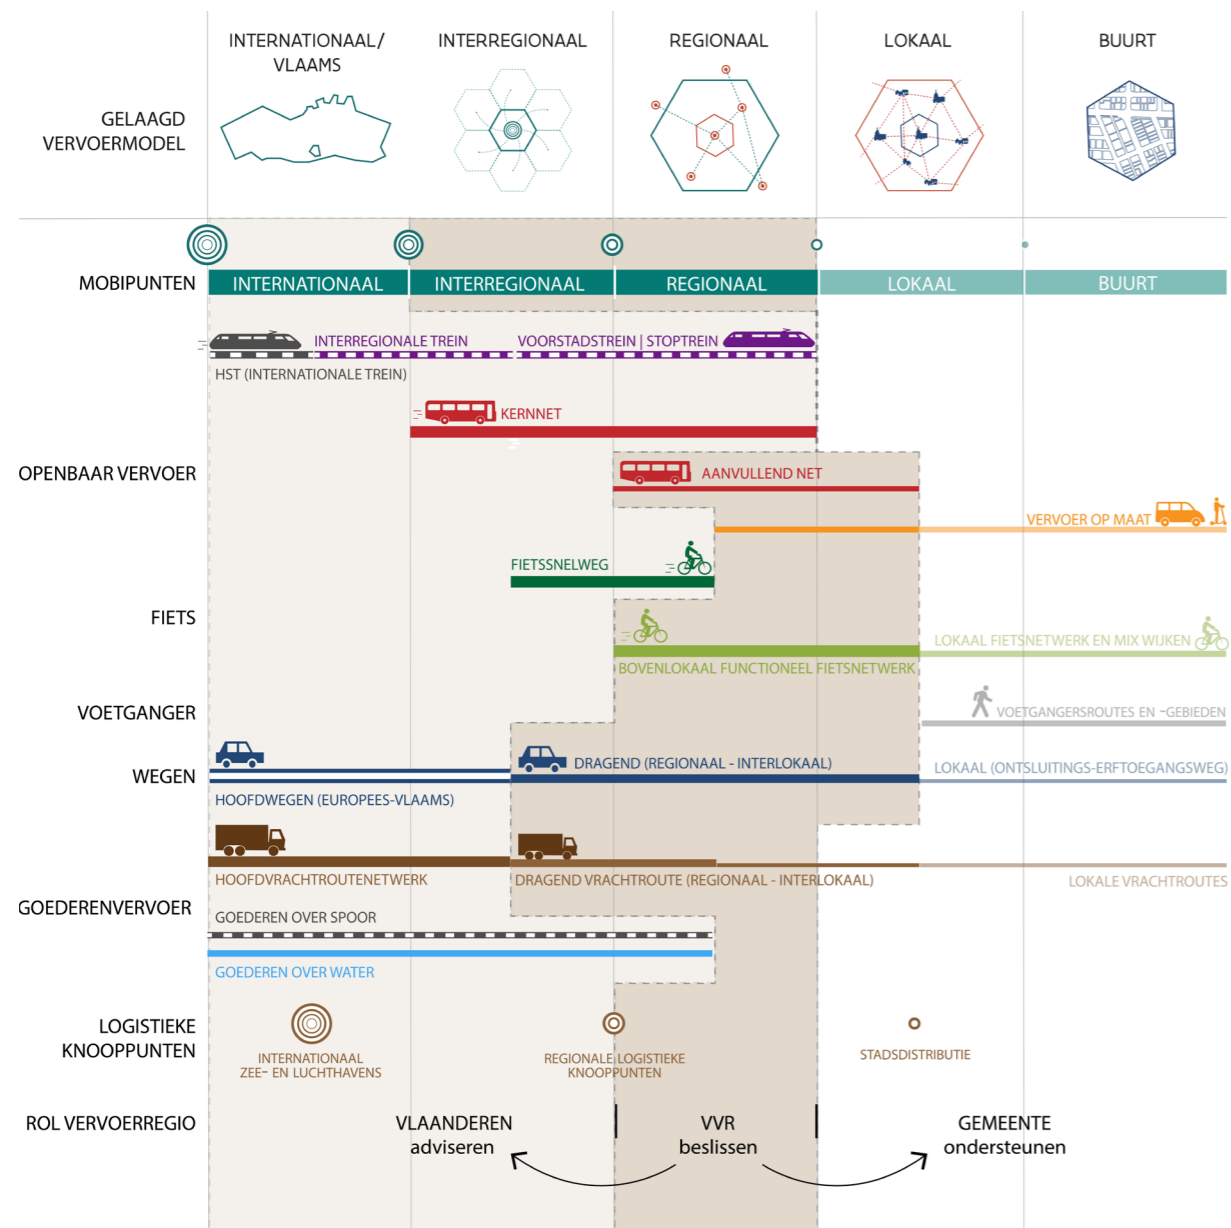 INTERNATIONAAL/
VLAAMS
INTERREGIONAAL
REGIONAAL
LOKAAL
BUURT
GELAAGD
VERVOERMODEL
MOBIPUNTEN
INTERNATIONAAL
INTERREGIONAAL
REGIONAAL
LOKAAL
BUURT
INTERREGIONALE TREIN
VOORSTADSTREIN | STOPTREIN
HST (INTERNATIONALE TREIN)
KERNNET
OPENBAAR VERVOER
AANVULLEND NET
VERVOER OP MAAT
FIETSSNELWEG
FIETS
LOKAAL FIETSNETWERK EN MIX WIJKEN
BOVENLOKAAL FUNCTIONEEL FIETSNETWERK
VOETGANGER
VOETGANGERSROUTES EN -GEBIEDEN
WEGEN
DRAGEND (REGIONAAL - INTERLOKAAL)
LOKAAL (ONTSLUITINGS-ERFTOEGANGSWEG)
HOOFDWEGEN (EUROPEES-VLAAMS)
HOOFDVRACHTROUTENETWERK
DRAGEND VRACHTROUTE (REGIONAAL - INTERLOKAAL)
LOKALE VRACHTROUTES
GOEDERENVERVOER
GOEDEREN OVER SPOOR
GOEDEREN OVER WATER
LOGISTIEKE
KNOOPPUNTEN
INTERNATIONAAL
ZEE- EN LUCHTHAVENS
REGIONALE LOGISTIEKE
KNOOPPUNTEN
STADSDISTRIBUTIE
ROL VERVOERREGIO
VLAANDEREN
adviseren
VVR
beslissen
GEMEENTE
ondersteunen